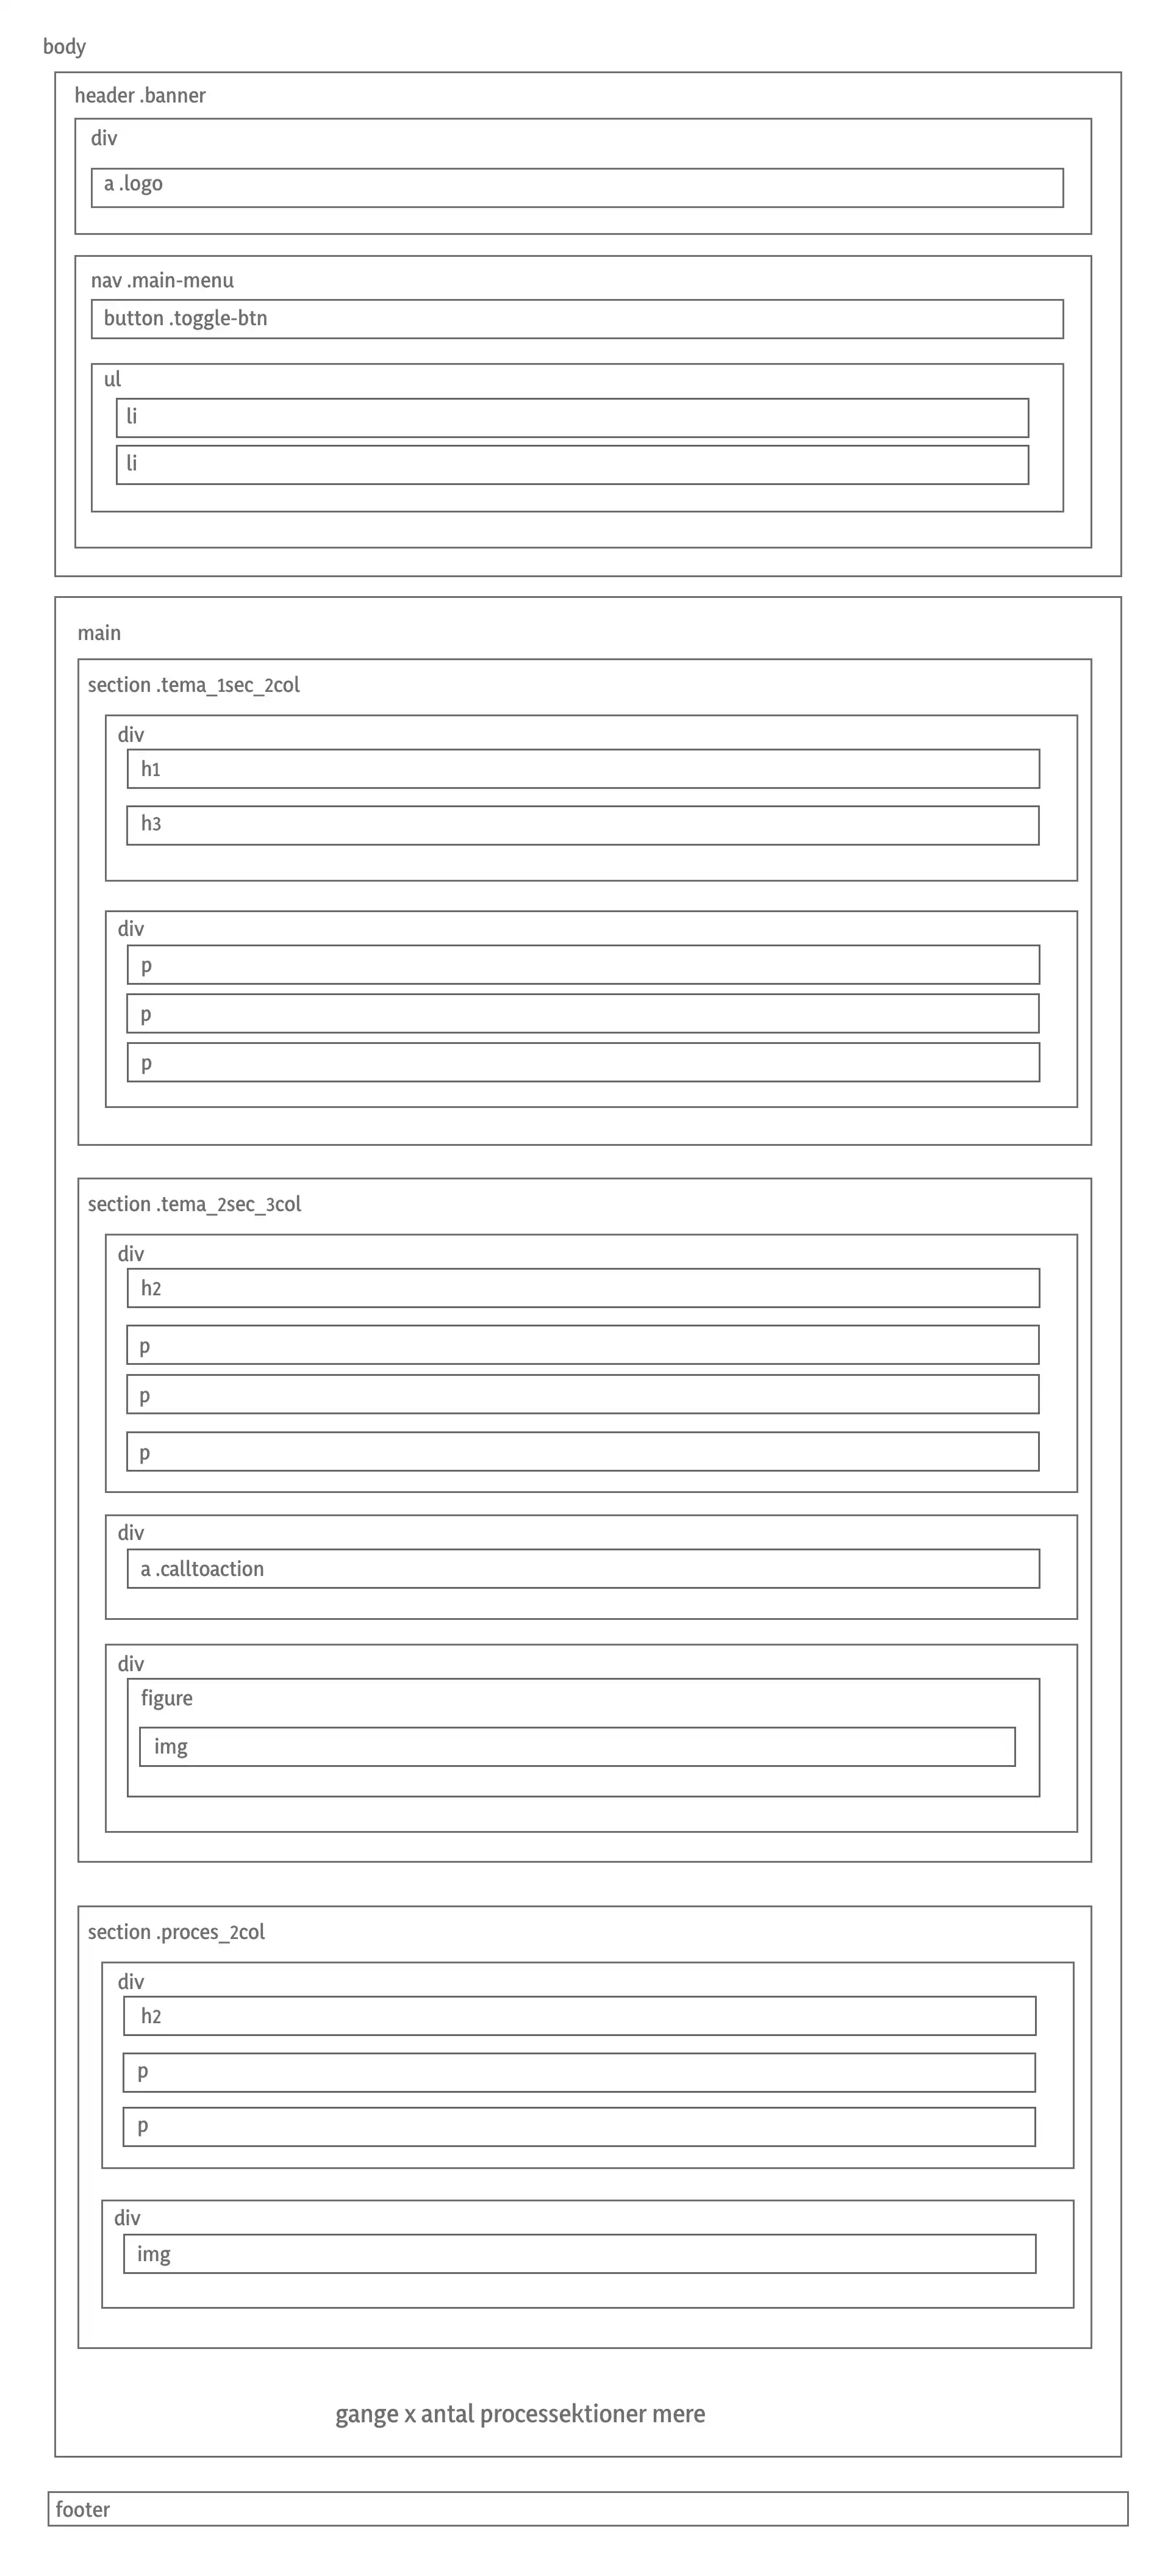 body
header .banner
div
a .logo
nav .main-menu
button .toggle-btn
ul
li
li
main
section .tema_1sec_2col
div
h1
h3
div
p
p
p
section .tema_2sec_3col
div
h2
p
p
p
div
a .calltoaction
div
figure
img
section .proces_2col
div
h2
p
p
div
img
gange x antal processektioner mere
footer